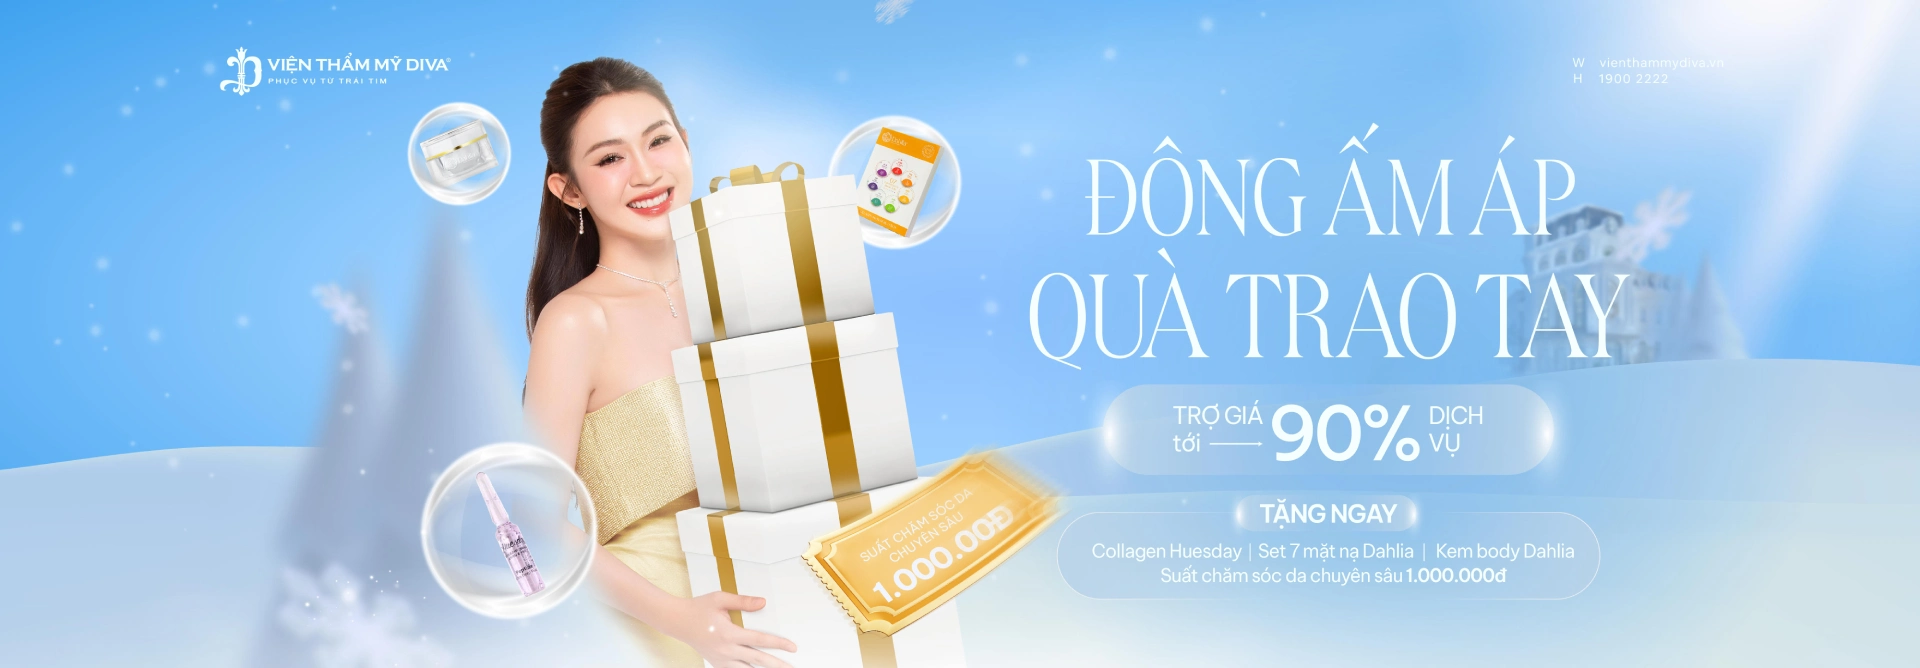 VIỆN THẨM MỸ DIVA
PHỤC VỤ TỪ TRÁI TIM
W vienthammydiva.vn
H 1900 2222
ĐÔNG ẤM ÁP
QUÀ TRAO TAY
TRỢ GIÁ
tới
90%
DỊCH
VỤ
TẶNG NGAY
Collagen Huesday | Set 7 mặt nạ Dahlia | Kem body Dahlia
Suất chăm sóc da chuyên sâu 1.000.000đ
SUẤT CHĂM SÓC DA
CHUYÊN SÂU
1.000.000Đ